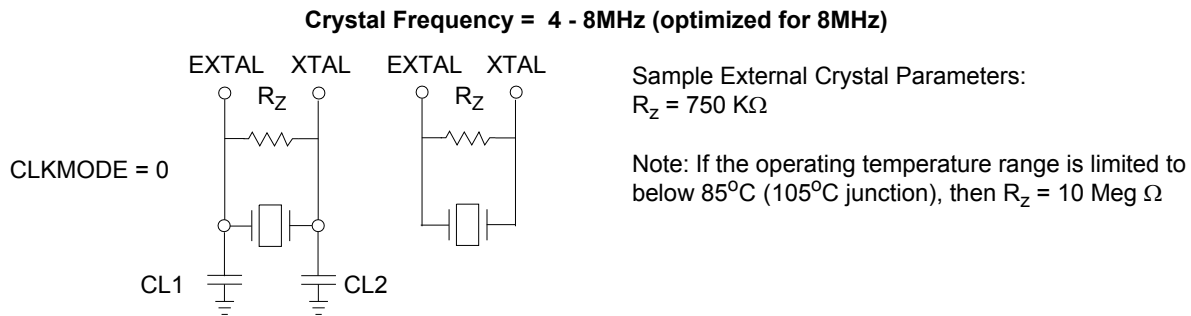 Crystal Frequency = 4 - 8MHz (optimized for 8MHz)
EXTAL XTAL EXTAL XTAL
RZ RZ
CLKMODE = 0
CL1 CL2
Sample External Crystal Parameters:
Rz = 750 KΩ
Note: If the operating temperature range is limited to
below 85oC (105oC junction), then Rz = 10 Meg Ω